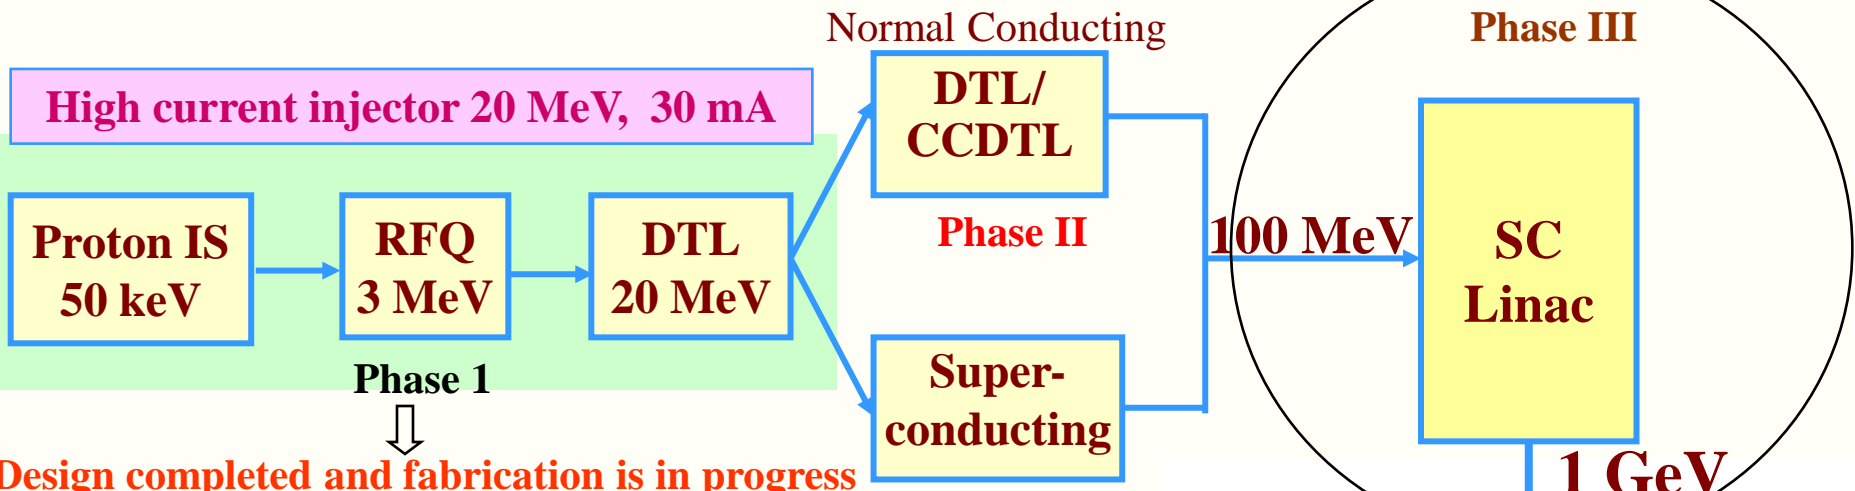 Normal Conducting
Phase III
High current injector 20 MeV, 30 mA
DTL/
CCDTL
Proton IS
50 keV
RFQ
3 MeV
DTL
20 MeV
Phase II
100 MeV
SC
Linac
Phase 1
Super-
conducting
Design completed and fabrication is in progress
1 GeV